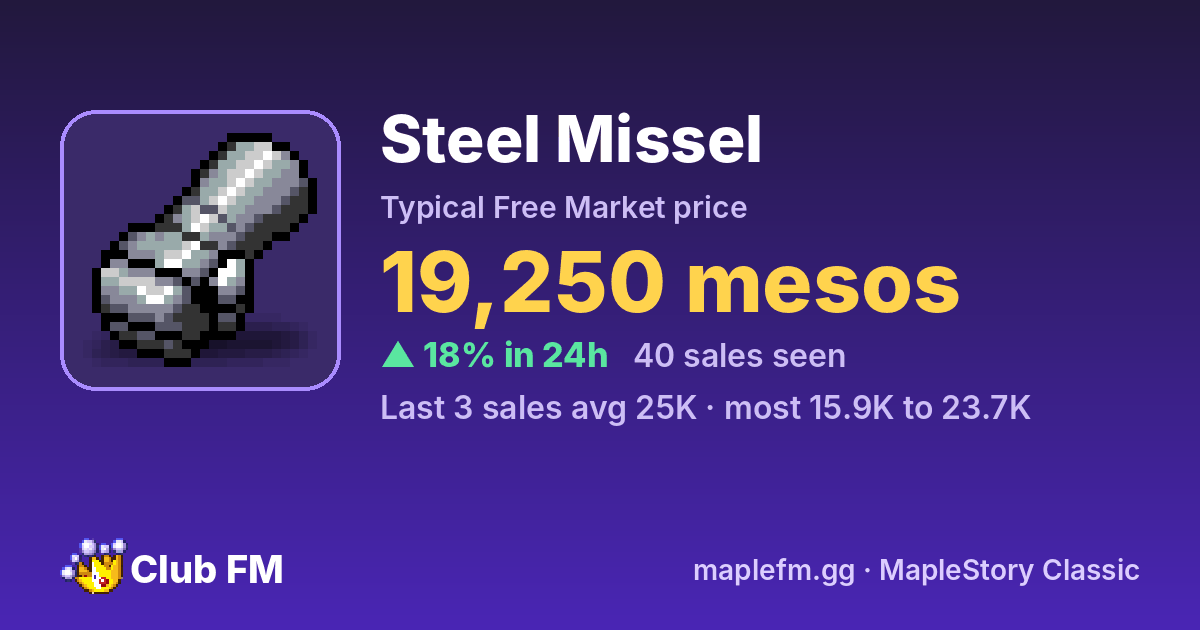 Steel Missel
Typical Free Market price
19,250 mesos
▲ 18% in 24h 40 sales seen
Last 3 sales avg 25K · most 15.9K to 23.7K
Club FM
maplefm.gg · MapleStory Classic